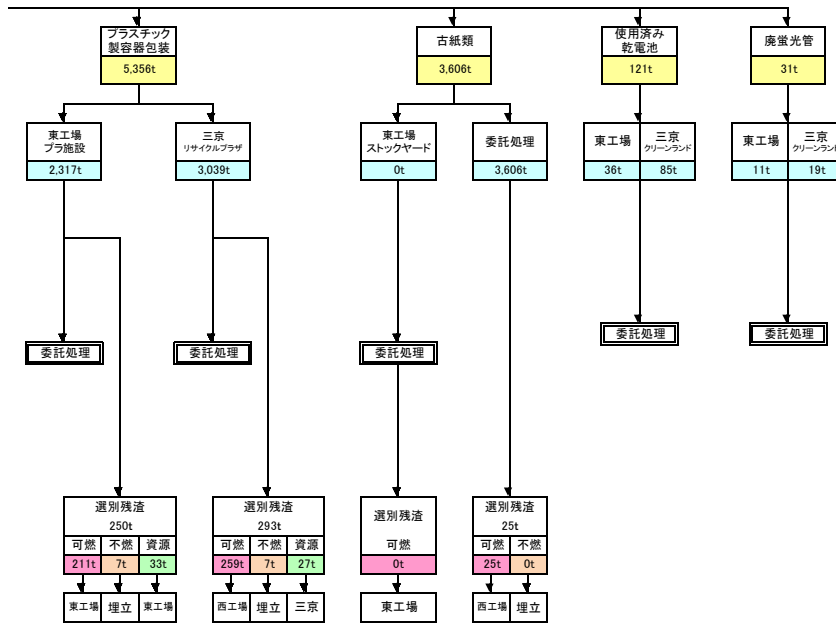 プラスチック
製容器包装
5,356t
古紙類
3,606t
使用済み
乾電池
121t
廃蛍光管
31t
東工場
プラ施設
2,317t
三京
リサイクルプラザ
3,039t
東工場
ストックヤード
0t
委託処理
3,606t
東工場
36t
三京
クリーンランド
85t
東工場
11t
三京
クリーンランド
19t
委託処理
委託処理
委託処理
委託処理
委託処理
選別残渣
250t
可燃 不燃 資源
211t 7t 33t
東工場 埋立 東工場
選別残渣
293t
可燃 不燃 資源
259t 7t 27t
西工場 埋立 三京
選別残渣
可燃
0t
東工場
選別残渣
25t
可燃 不燃
25t 0t
西工場 埋立